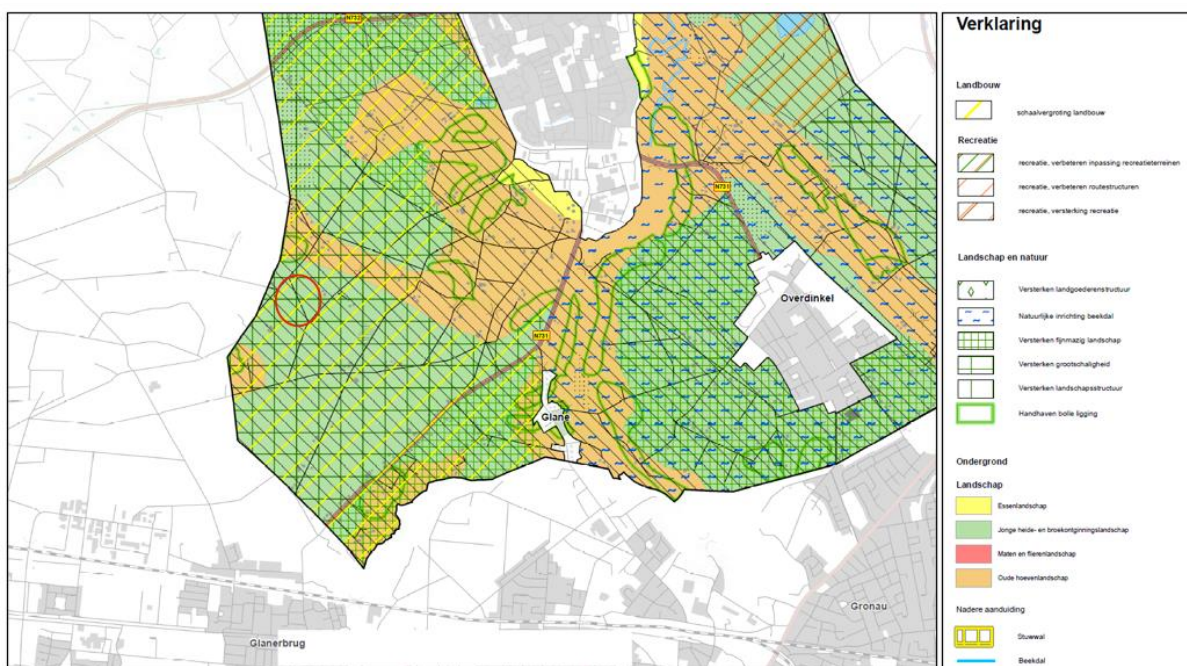 N732
N731
Overdinkel
N731
Glane
Gronau
Glanerbrug
Verklaring
Landbouw
schaalvergroting landbouw
Recreatie
recreatie, verbeteren inpassing recreatieterreinen
recreatie, verbeteren routestructuren
recreatie, versterking recreatie
Landschap en natuur
Versterken landgoederenstructuur
Natuurlijke inrichting beekdal
Versterken fijnmazig landschap
Versterken grootschaligheid
Versterken landschapsstructuur
Handhaven bolle ligging
Ondergrond
Landschap
Essenlandschap
Jonge heide- en broekontginningslandschap
Maten en flierenlandschap
Oude hoevenlandschap
Nadere aanduiding
Stuwwal
Beekdal